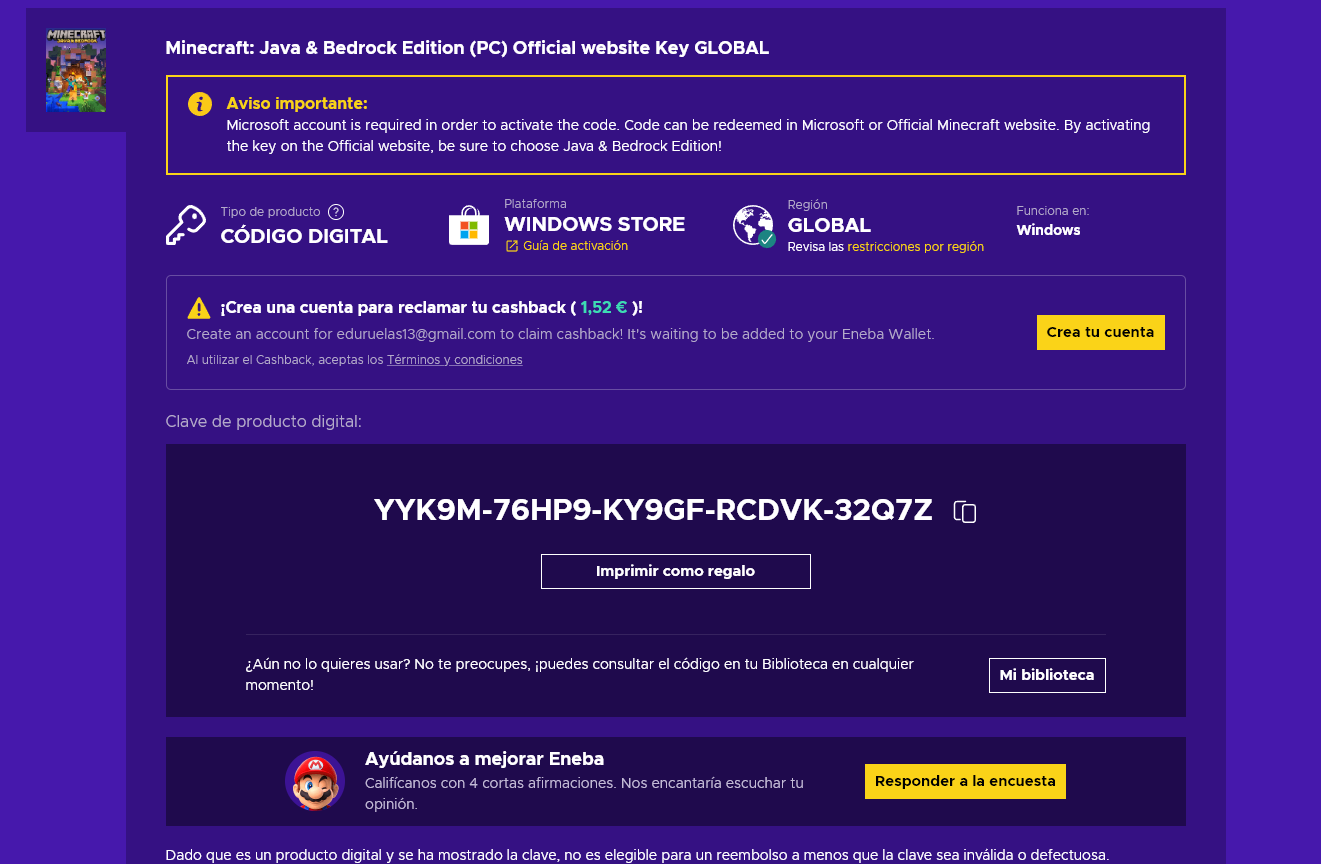 MINECRAFT
JAVA & BEDROCK
Minecraft: Java & Bedrock Edition (PC) Official website Key GLOBAL
Aviso importante:
Microsoft account is required in order to activate the code. Code can be redeemed in Microsoft or Official Minecraft website. By activating
the key on the Official website, be sure to choose Java & Bedrock Edition!
Tipo de producto ?
CÓDIGO DIGITAL
Plataforma
WINDOWS STORE
Guía de activación
Región
GLOBAL
Revisa las restricciones por región
Funciona en:
Windows
¡Crea una cuenta para reclamar tu cashback ( 1,52 € )!
Create an account for eduruelas13@gmail.com to claim cashback! It's waiting to be added to your Eneba Wallet.
Al utilizar el Cashback, aceptas los Términos y condiciones
Crea tu cuenta
Clave de producto digital:
YYK9M-76HP9-KY9GF-RCDVK-32Q7Z
Imprimir como regalo
¿Aún no lo quieres usar? No te preocupes, ¡puedes consultar el código en tu Biblioteca en cualquier
momento!
Mi biblioteca
Ayúdanos a mejorar Eneba
Califícanos con 4 cortas afirmaciones. Nos encantaría escuchar tu
opinión.
Responder a la encuesta
Dado que es un producto digital y se ha mostrado la clave, no es elegible para un reembolso a menos que la clave sea inválida o defectuosa.